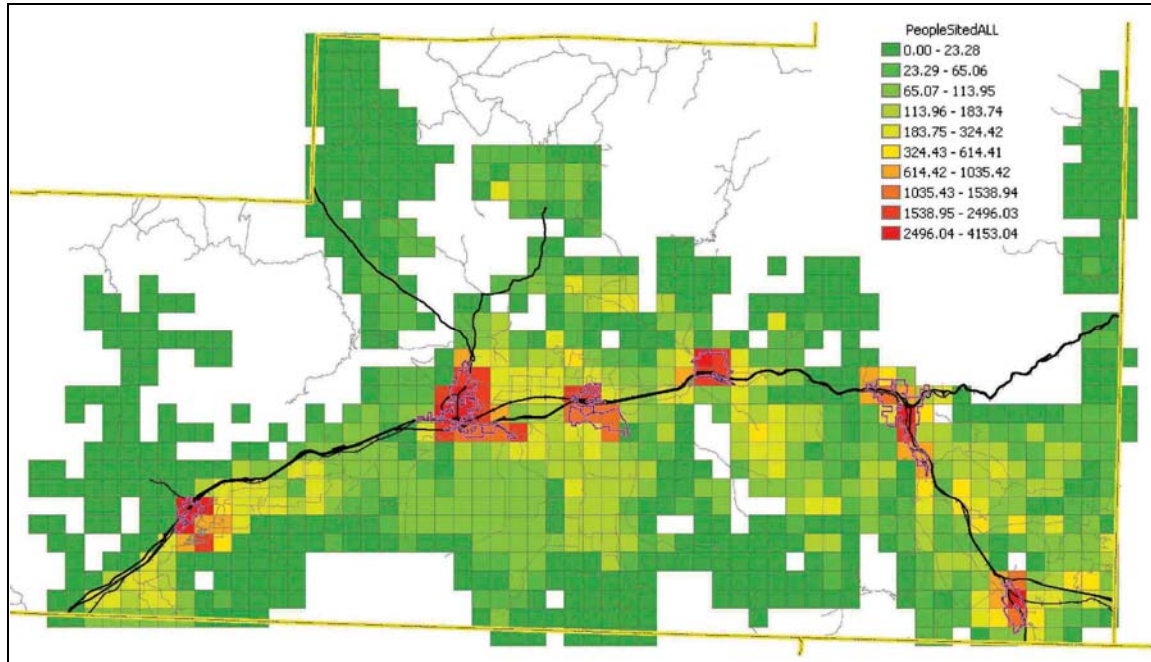 PeopleSitedALL
0.00 - 23.28
23.29 - 65.06
65.07 - 113.95
113.96 - 183.74
183.75 - 324.42
324.43 - 614.41
614.42 - 1035.42
1035.43 - 1538.94
1538.95 - 2496.03
2496.04 - 4153.04